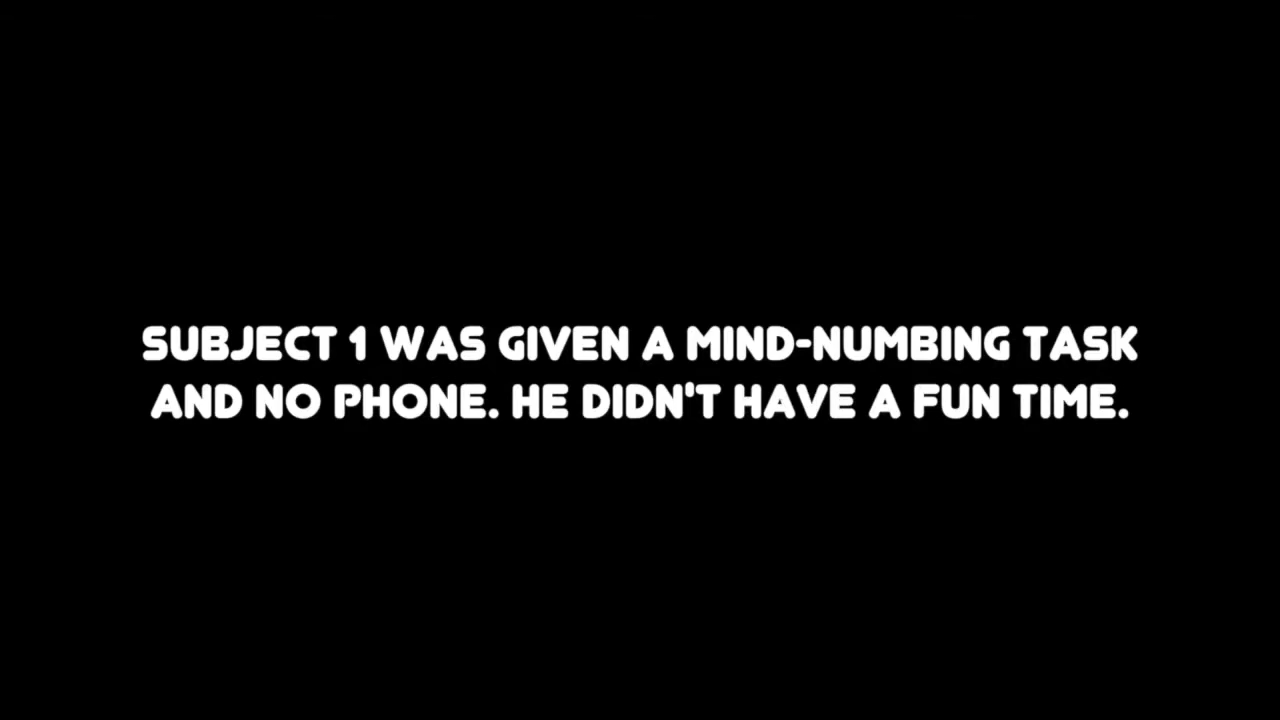 SUBJECT 1 WAS GIVEN A MIND-NUMBING TASK
AND NO PHONE. HE DIDN'T HAVE A FUN TIME.